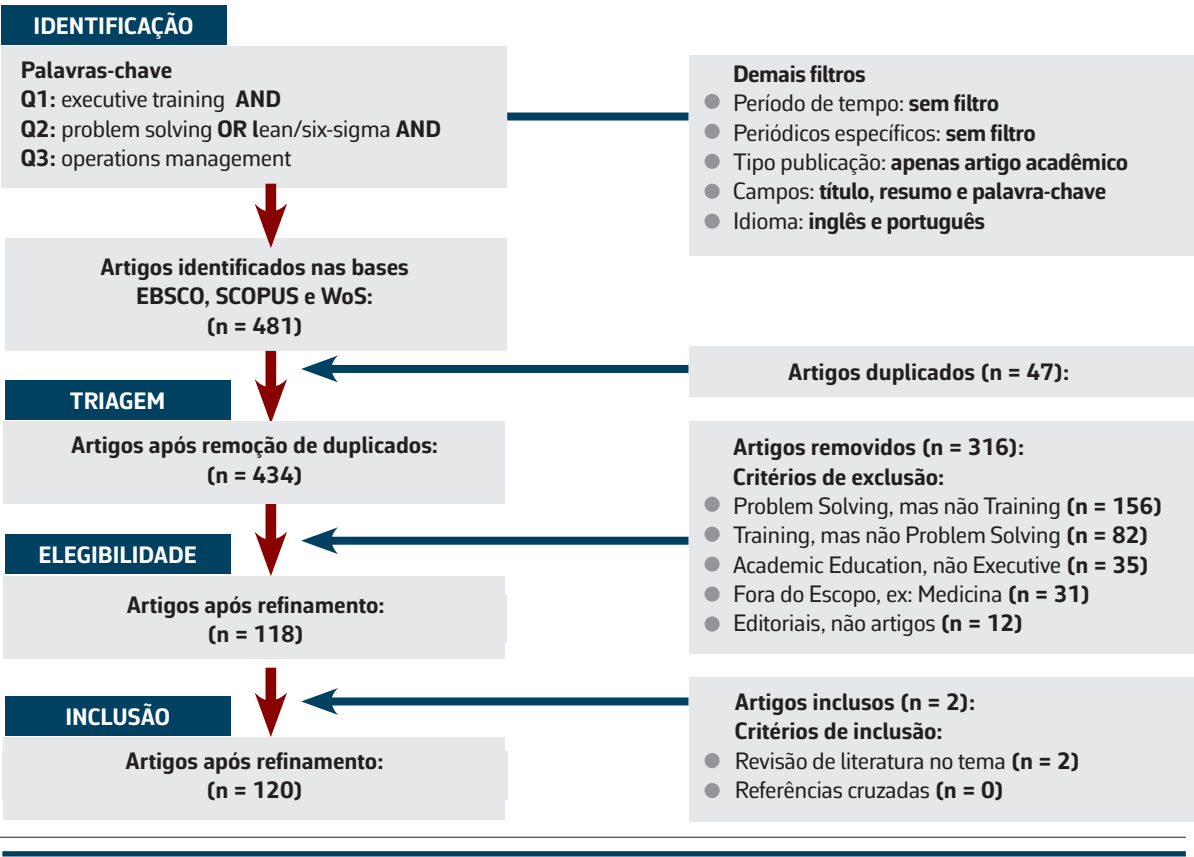 IDENTIFICAÇÃO
Palavras-chave
Q1: executive training AND
Q2: problem solving OR lean/six-sigma AND
Q3: operations management
Demais filtros
Período de tempo: sem filtro
Periódicos específicos: sem filtro
Tipo publicação: apenas artigo acadêmico
Campos: título, resumo e palavra-chave
Idioma: inglês e português
Artigos identificados nas bases
EBSCO, SCOPUS e WoS:
(n = 481)
Artigos duplicados (n = 47):
TRIAGEM
Artigos após remoção de duplicados:
(n = 434)
Artigos removidos (n = 316):
Critérios de exclusão:
Problem Solving, mas não Training (n = 156)
Training, mas não Problem Solving (n = 82)
Academic Education, não Executive (n = 35)
Fora do Escopo, ex: Medicina (n = 31)
Editoriais, não artigos (n = 12)
ELEGIBILIDADE
Artigos após refinamento:
(n = 118)
Artigos inclusos (n = 2):
Critérios de inclusão:
Revisão de literatura no tema (n = 2)
Referências cruzadas (n = 0)
INCLUSÃO
Artigos após refinamento:
(n = 120)